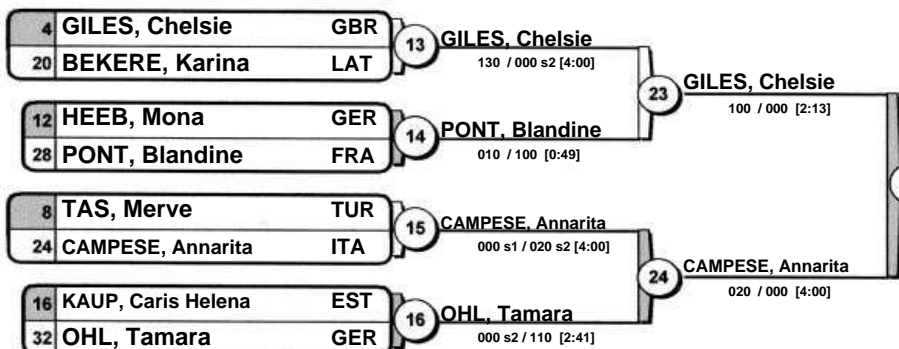 4 GILES, Chelsie GBR
20 BEKERE, Karina LAT
13 GILES, Chelsie
130 / 000 s2 [4:00]
12 HEEB, Mona GER
28 PONT, Blandine FRA
14 PONT, Blandine
010 / 100 [0:49]
23 GILES, Chelsie
100 / 000 [2:13]
8 TAS, Merve TUR
24 CAMPESE, Annarita ITA
15 CAMPESE, Annarita
000 s1 / 020 s2 [4:00]
16 KAUP, Caris Helena EST
32 OHL, Tamara GER
16 OHL, Tamara
000 s2 / 110 [2:41]
24 CAMPESE, Annarita
020 / 000 [4:00]